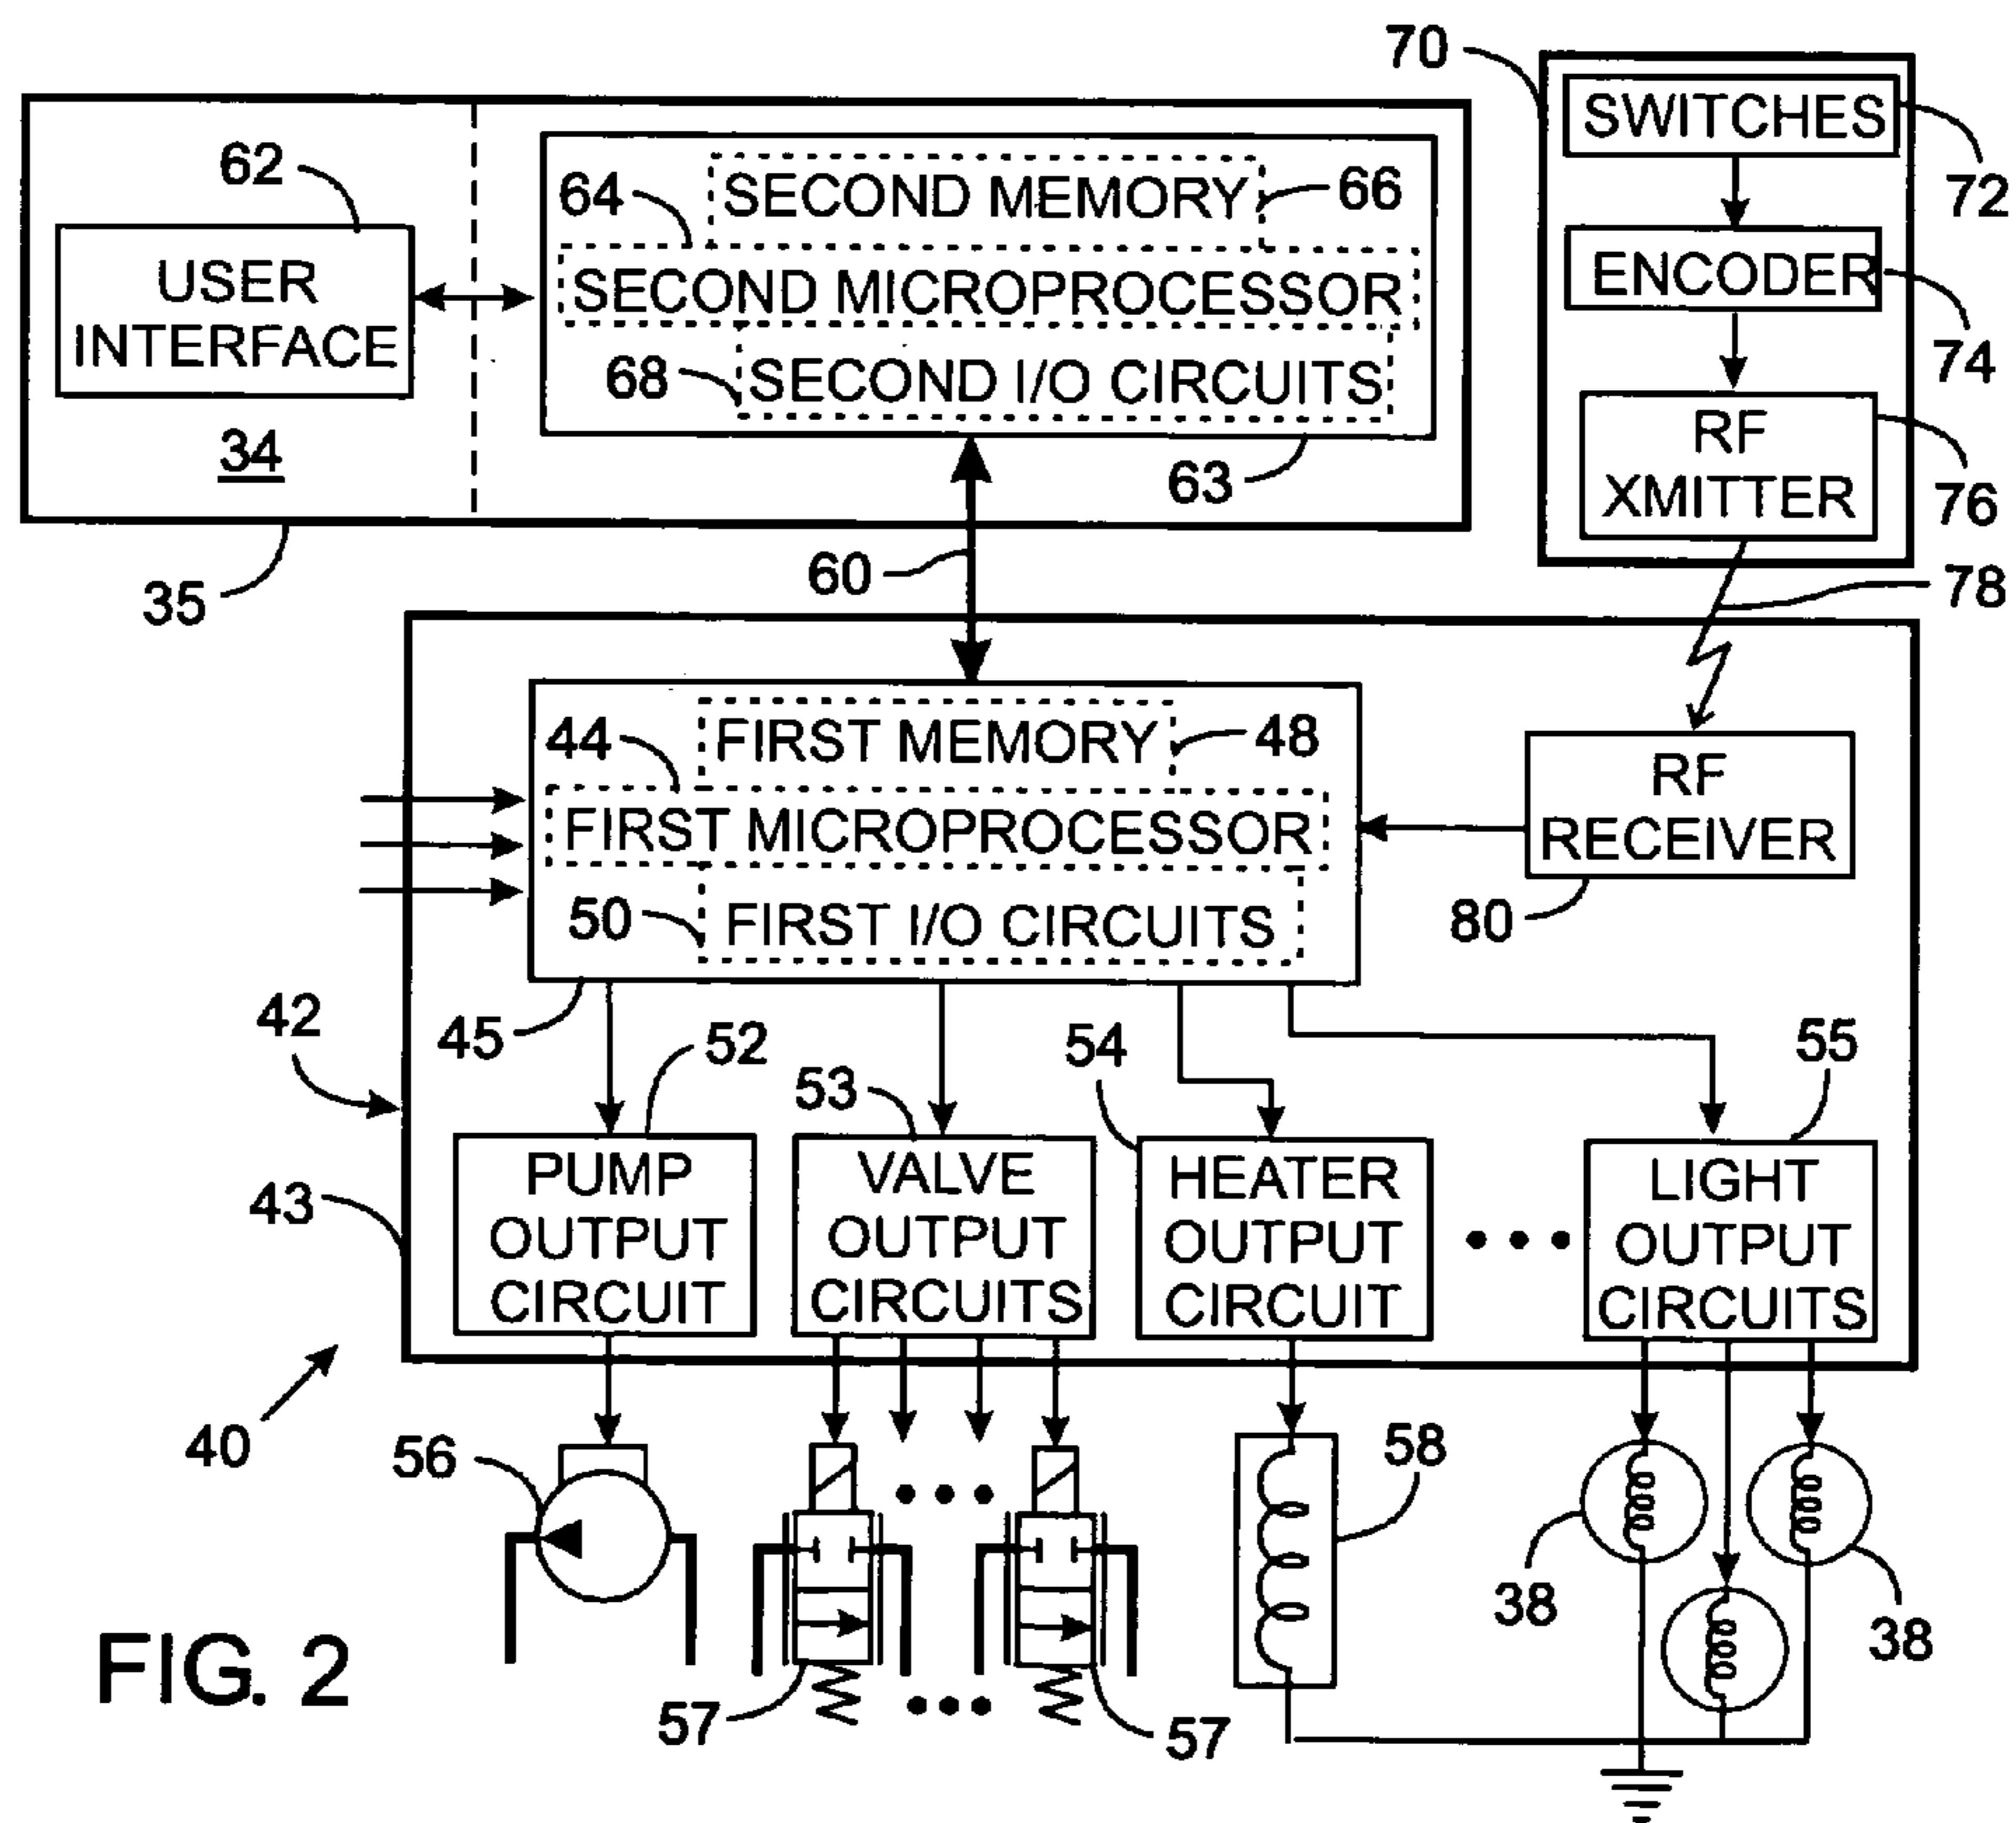 70
SWITCHES
72
62
64
SECOND MEMORY
66
USER
INTERFACE
SECOND MICROPROCESSOR
ENCODER
74
68
SECOND I/O CIRCUITS
RF
XMITTER
76
34
63
35
60
78
44
FIRST MEMORY
48
FIRST MICROPROCESSOR
RF
RECEIVER
50
FIRST I/O CIRCUITS
80
42
45
52
53
54
55
43
PUMP
OUTPUT
CIRCUIT
VALVE
OUTPUT
CIRCUITS
HEATER
OUTPUT
CIRCUIT
LIGHT
OUTPUT
CIRCUITS
40
56
58
38
38
57
57
FIG. 2